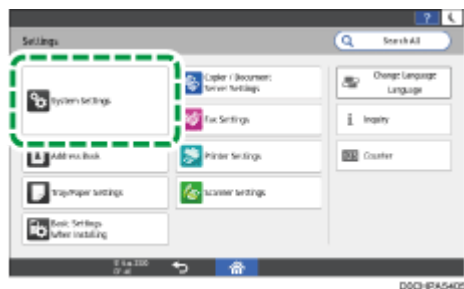 ?
Settings
Search All
System Settings
Copier / Document
Server Settings
Change Language
Language
Fax Settings
Inquiry
Address Book
Printer Settings
Counter
Tray/Paper Settings
Scanner Settings
Basic Settings
When Installing